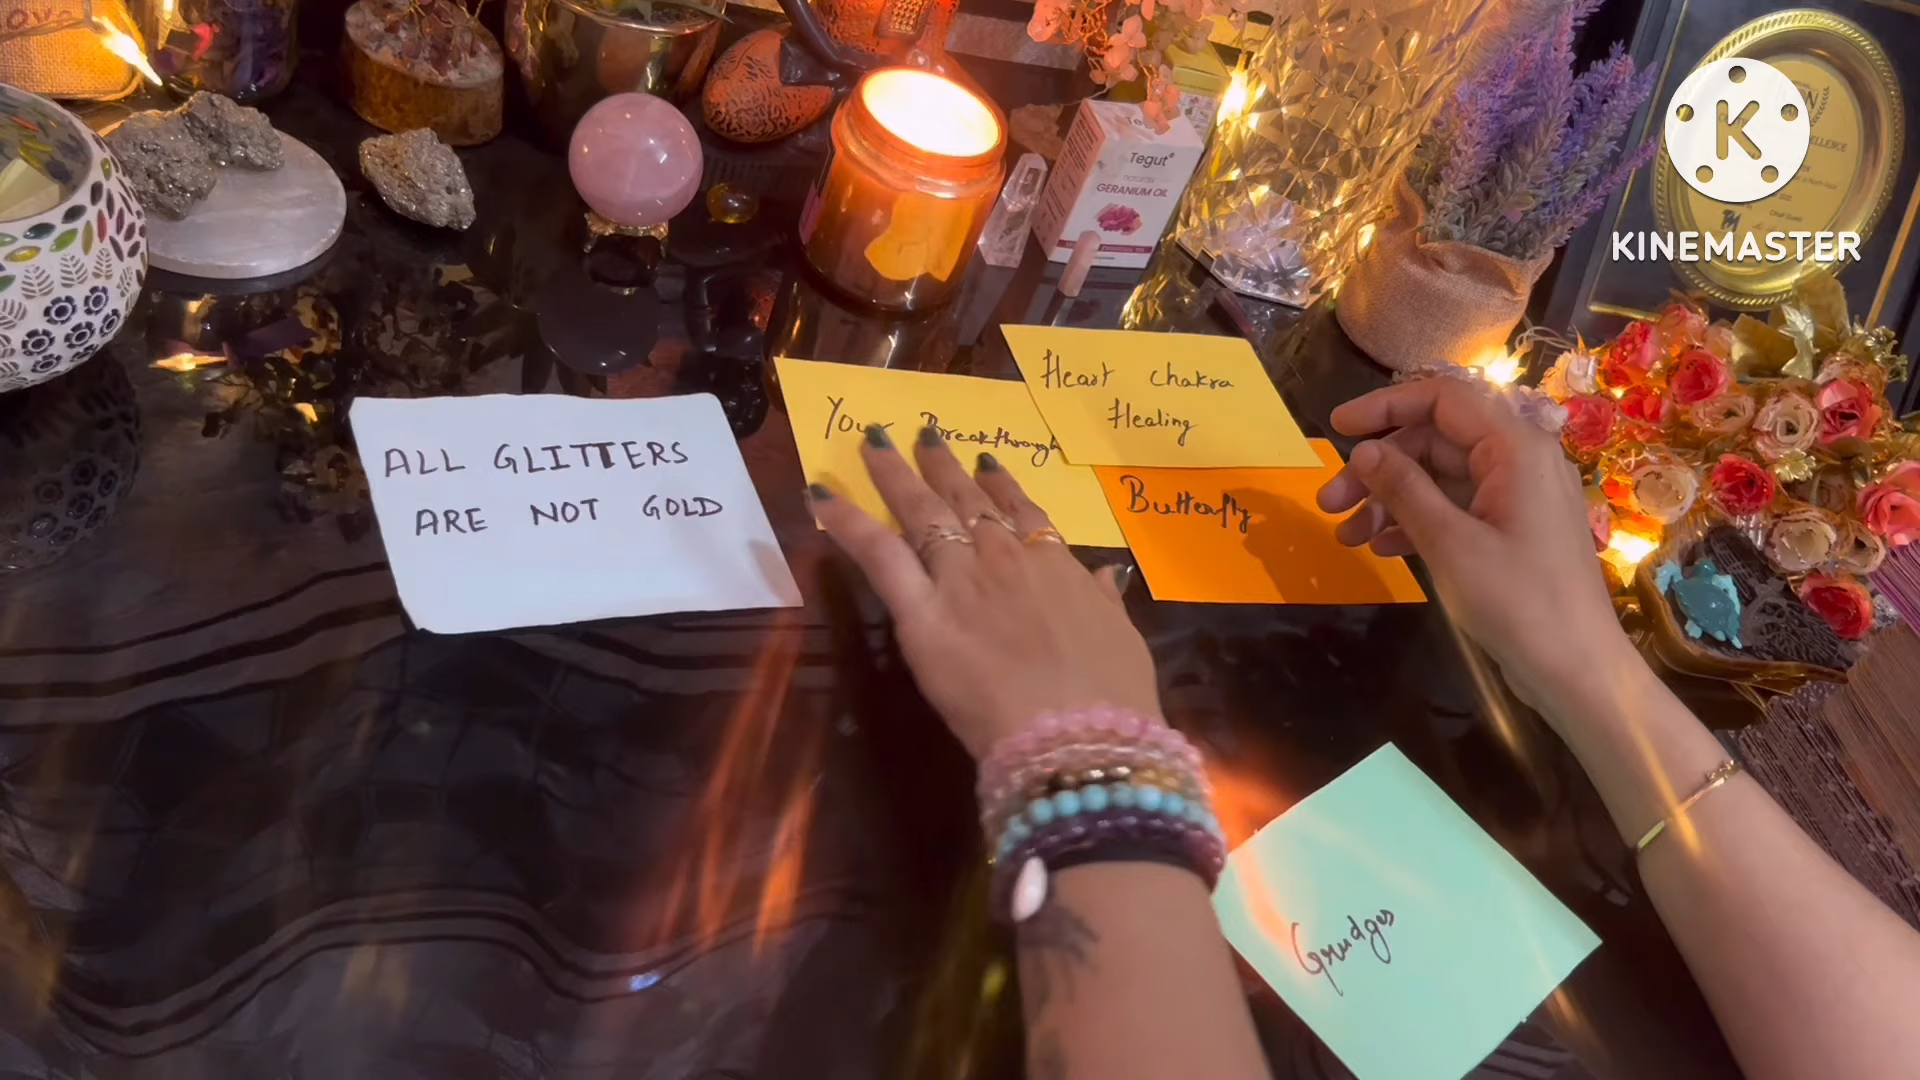 Tegut®
GERANIUM OIL
K
KINEMASTER
Heart chakra
Healing
Your Breakthrough
ALL GLITTERS
ARE NOT GOLD
Butterfly
Grudges